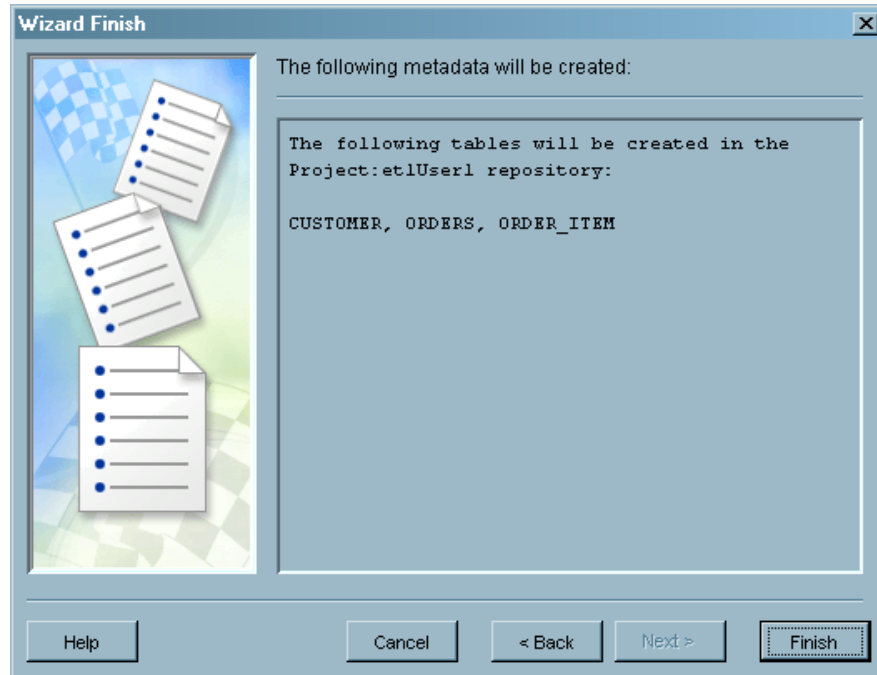 Wizard Finish
The following metadata will be created:
The following tables will be created in the
Project:etlUser1 repository:
CUSTOMER, ORDERS, ORDER_ITEM
Help
Cancel
< Back
Next >
Finish